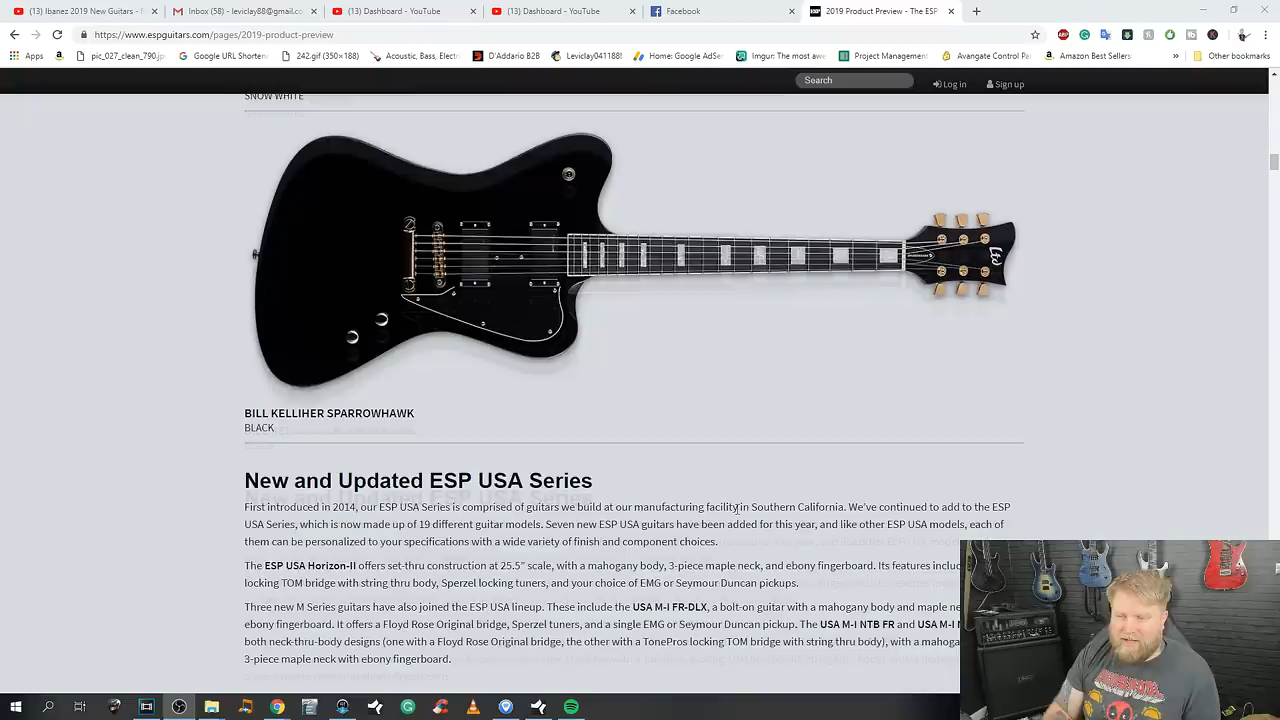 (13) Ibanez 2019 New Guitars - N
Inbox (58) - leviclay88@gmail.co
(13) Dashboard - YouTube
(13) Dashboard - YouTube
Facebook
2019 Product Preview - The ESP
https://www.espguitars.com/pages/2019-product-preview
Apps
pic_027_clean_790.jp
Google URL Shortene
242.gif (350×188)
Acoustic, Bass, Electr
D'Addario B2B
Leviclay041188
Home: Google AdSe
Imgur: The most awe
Project Management
Avangate Control Pa
Amazon Best Sellers:
»
Other bookmarks
Search
Log in
Sign up
SNOW WHITE
Ltd
BILL KELLIHER SPARROWHAWK
BLACK
New and Updated ESP USA Series
First introduced in 2014, our ESP USA Series is comprised of guitars we build at our manufacturing facility in Southern California. We've continued to add to the ESP
USA Series, which is now made up of 19 different guitar models. Seven new ESP USA guitars have been added for this year, and like other ESP USA models, each of
them can be personalized to your specifications with a wide variety of finish and component choices.
The ESP USA Horizon-II offers set-thru construction at 25.5" scale, with a mahogany body, 3-piece maple neck, and ebony fingerboard. Its features inclu
locking TOM bridge with string thru body, Sperzel locking tuners, and your choice of EMG or Seymour Duncan pickups.
Three new M Series guitars have also joined the ESP USA lineup. These include the USA M-I FR-DLX, a bolt-on guitar with a mahogany body and maple ne
ebony fingerboard. It offers a Floyd Rose Original bridge, Sperzel tuners, and a single EMG or Seymour Duncan pickup. The USA M-I NTB FR and USA M-I
both neck-thru-body designs (one with a Floyd Rose Original bridge, the other with a TonePros locking TOM bridge with string thru body), with a mahoga
3-piece maple neck with ebony fingerboard.